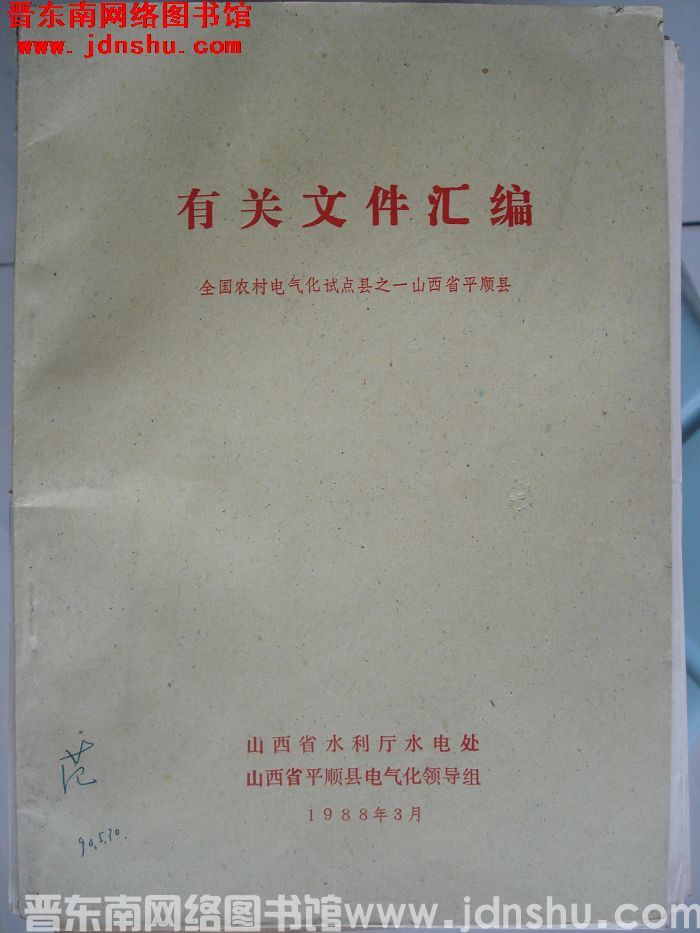 晋东南网络图书馆
www.jdnshu.com
有关文件汇编
全国农村电气化试点县之一山西省平顺县
山西省水利厅水电处
山西省平顺县电气化领导组
1988年3月
范
90.5.30.
晋东南网络图书馆 www.jdnshu.com